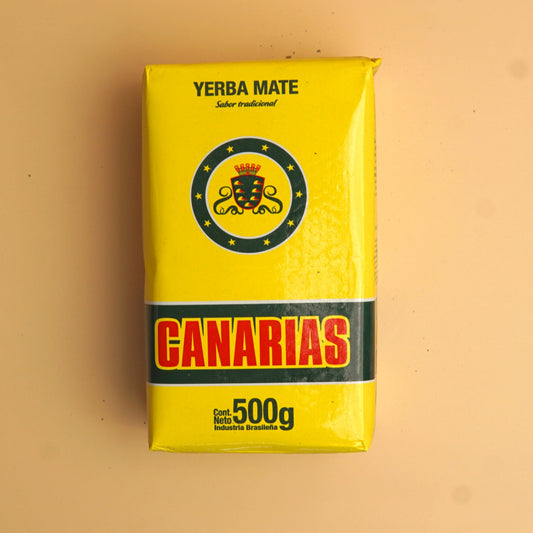 YERBA MATE
Sabor tradicional
CANARIAS
Cont. Neto 500g
Industria Brasileña